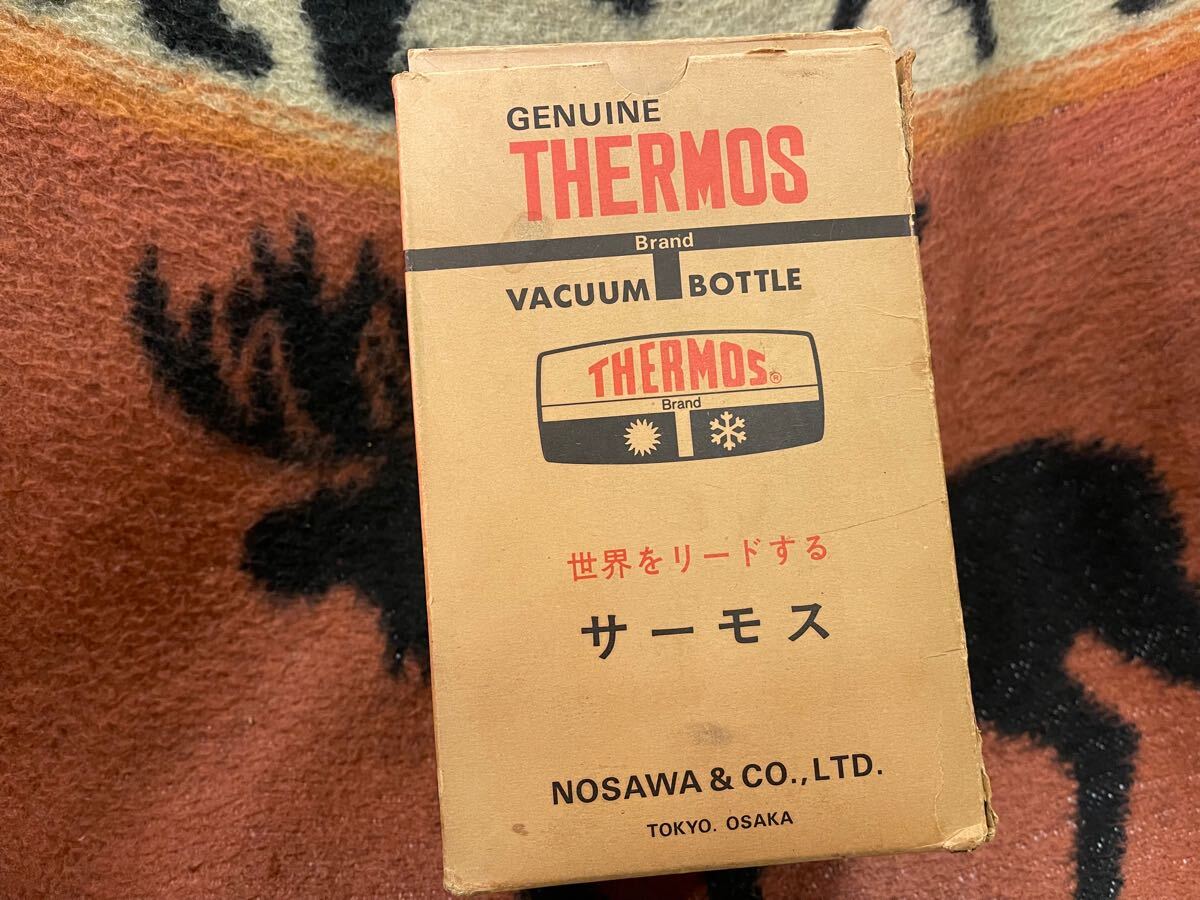 GENUINE
THERMOS
Brand
VACUUM BOTTLE
THERMOS®
Brand
世界をリードする
サーモス
NOSAWA & CO., LTD.
TOKYO. OSAKA